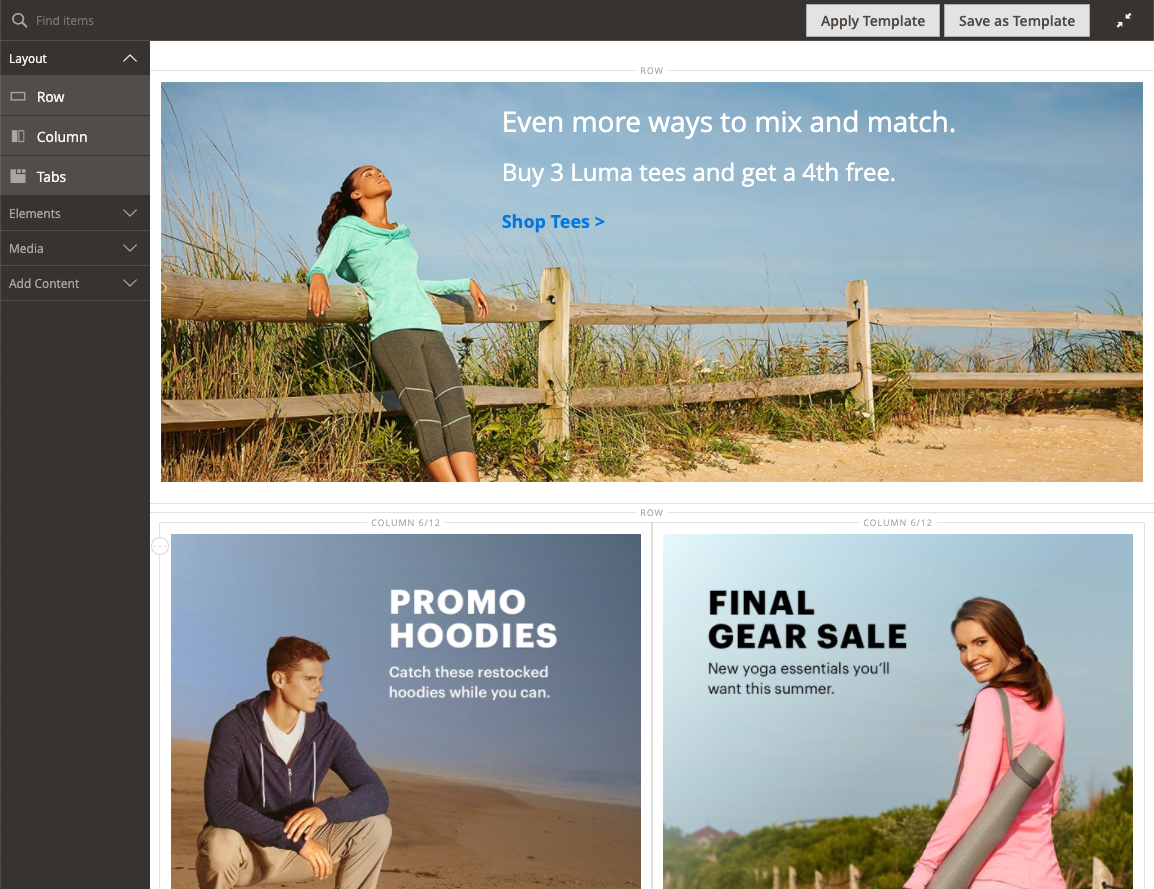 Find items
Apply Template
Save as Template
Layout
Row
Column
Tabs
Elements
Media
Add Content
ROW
Even more ways to mix and match.
Buy 3 Luma tees and get a 4th free.
Shop Tees >
ROW
COLUMN 6/12
COLUMN 6/12
PROMO
HOODIES
Catch these restocked
hoodies while you can.
FINAL
GEAR SALE
New yoga essentials you’ll
want this summer.